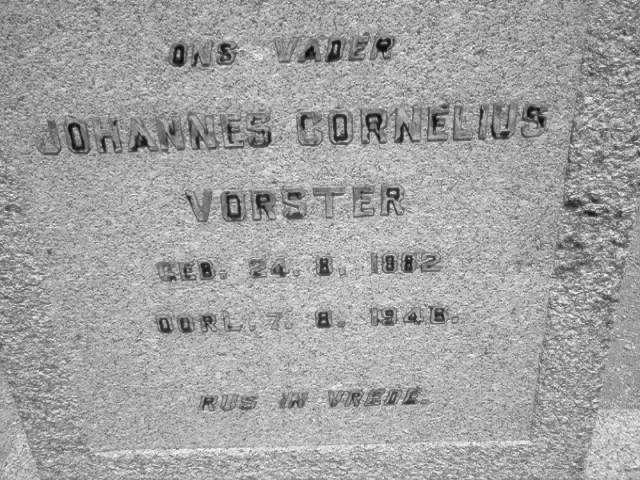 ONS VADER
JOHANNES CORNELIUS
VORSTER
GEB. 24. 8. 1882
OORL. 7. 8. 1946.
RUS IN VREDE.